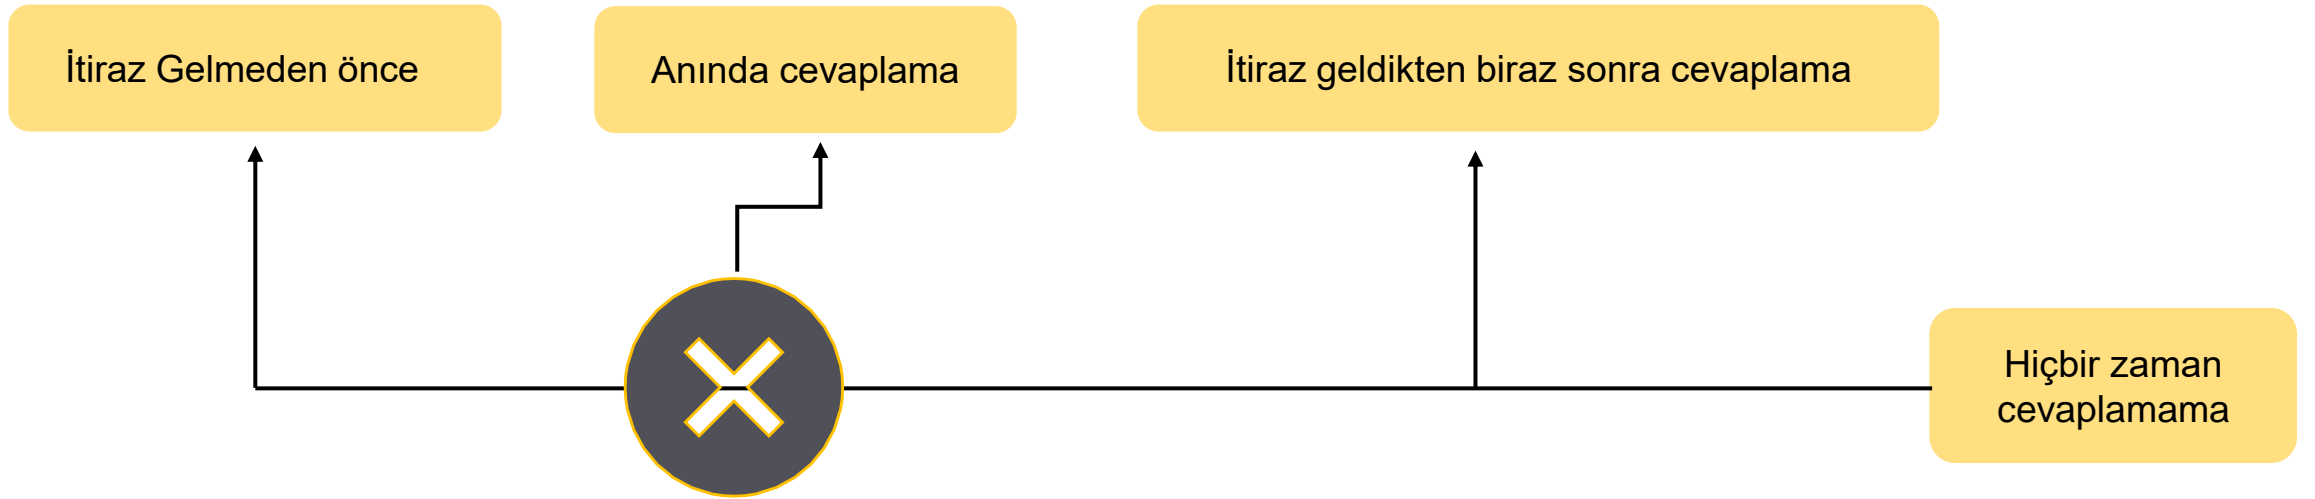 İtiraz Gelmeden önce
Anında cevaplama
İtiraz geldikten biraz sonra cevaplama
Hiçbir zaman
cevaplamama